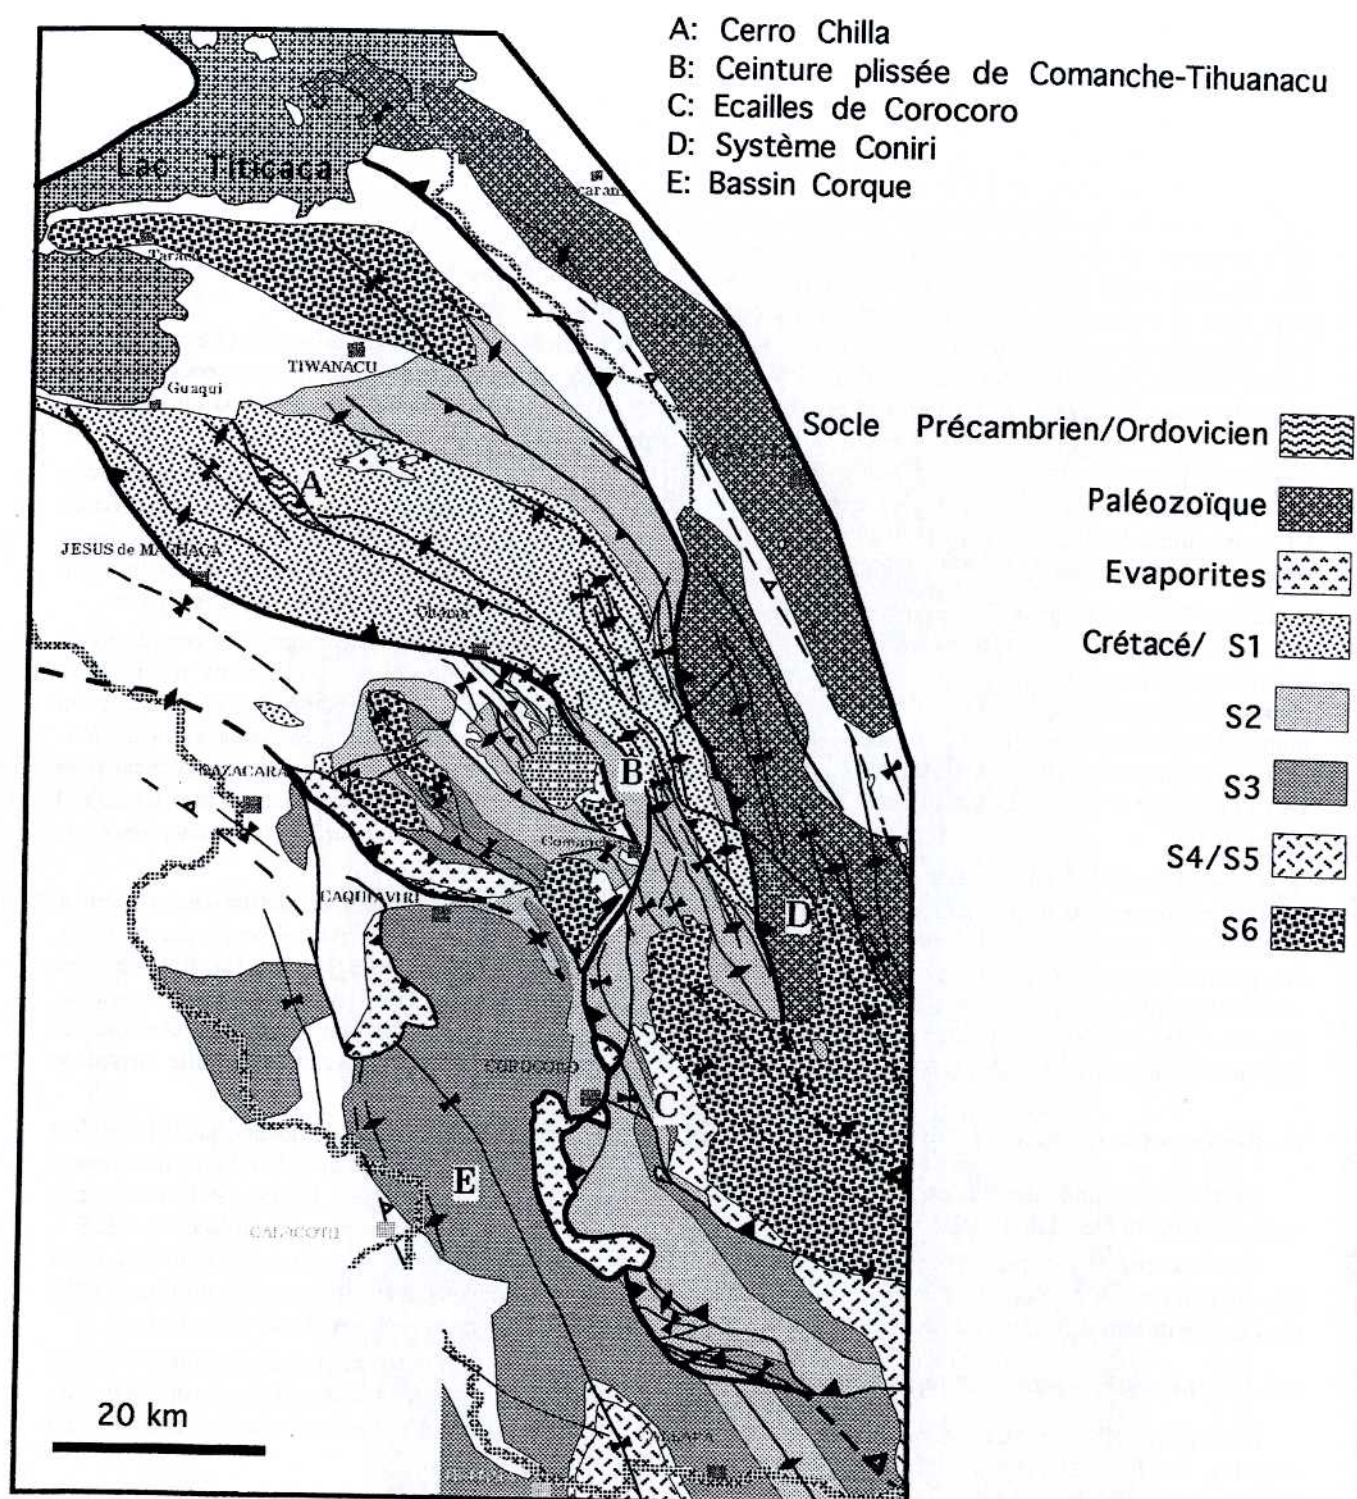 A: Cerro Chilla
B: Ceinture plissée de Comanche-Tihuanacu
C: Ecailles de Corocoro
D: Système Coniri
E: Bassin Corque
Lac Titicaca
TIWANACU
Guaqui
A
JESUS de MACHACA
B
CAQUIAVIRI
D
COROCORO
C
E
CALACOTO
20 km
Socle Précambrien/Ordovicien
Paléozoïque
Evaporites
Crétacé/ S1
S2
S3
S4/S5
S6